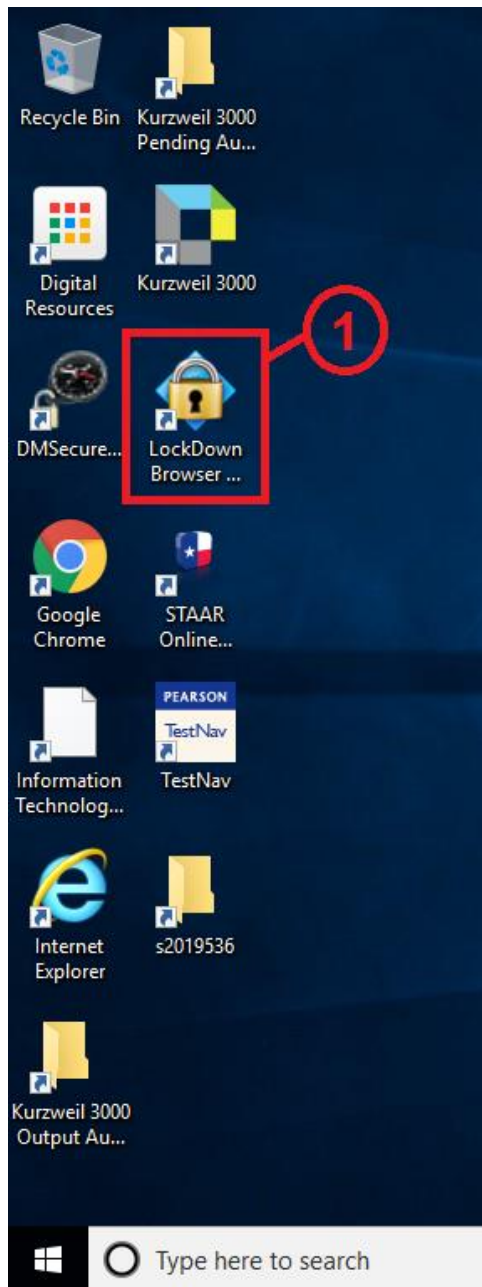 Recycle Bin
Kurzweil 3000
Pending Au...
Digital
Resources
Kurzweil 3000
1
DMSecure...
LockDown
Browser ...
Google
Chrome
STAAR
Online...
PEARSON
TestNav
Information
Technolog...
TestNav
Internet
Explorer
s2019536
Kurzweil 3000
Output Au...
Type here to search